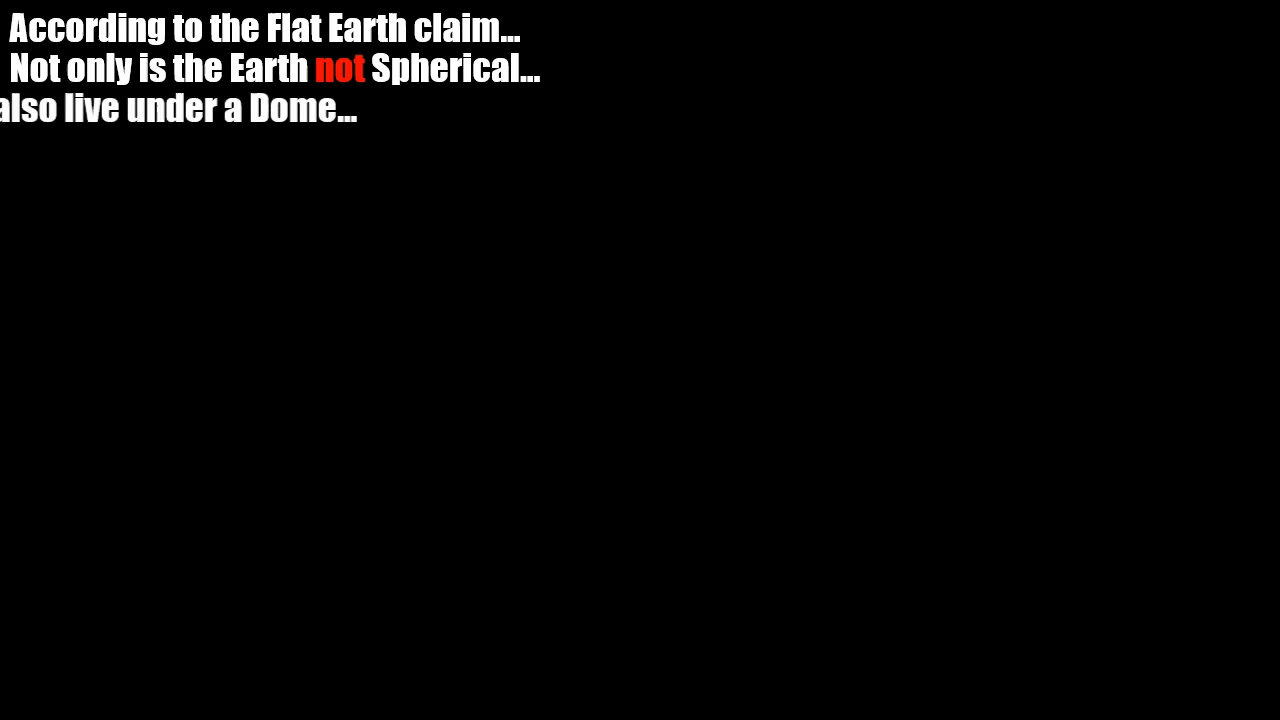 According to the Flat Earth claim...
Not only is the Earth not Spherical...
also live under a Dome...